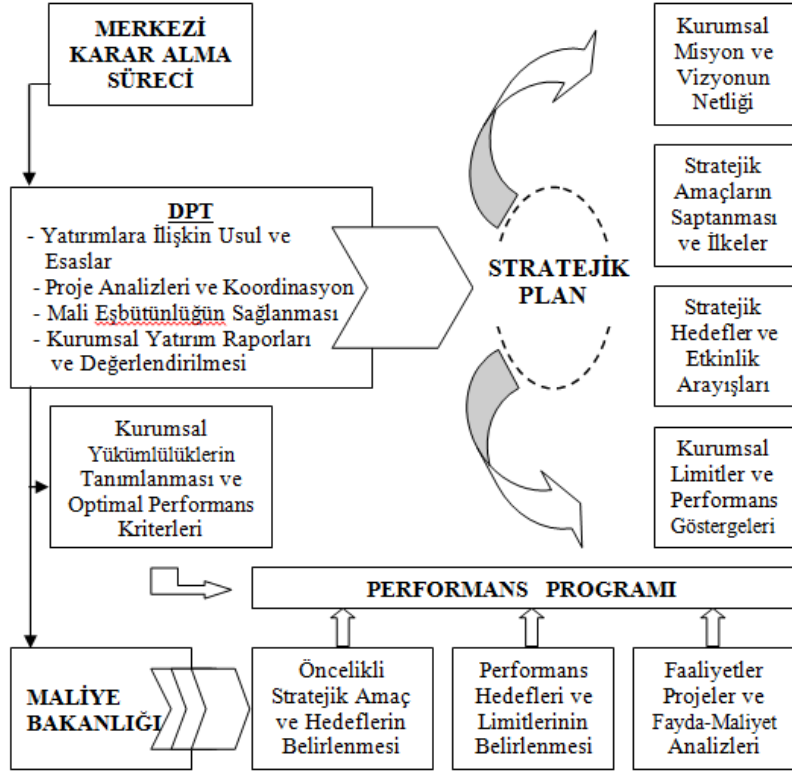 MERKEZİ
KARAR ALMA
SÜRECİ
DPT
- Yatırımlara İlişkin Usul ve
Esaslar
- Proje Analizleri ve Koordinasyon
- Mali Eşbütünlüğün Sağlanması
- Kurumsal Yatırım Raporları
ve Değerlendirilmesi
STRATEJİK
PLAN
Kurumsal
Misyon ve
Vizyonun
Netliği
Stratejik
Amaçların
Saptanması
ve İlkeler
Stratejik
Hedefler ve
Etkinlik
Arayışları
Kurumsal
Limitler ve
Performans
Göstergeleri
Kurumsal
Yükümlülüklerin
Tanımlanması ve
Optimal Performans
Kriterleri
PERFORMANS PROGRAMI
MALİYE
BAKANLIĞI
Öncelikli
Stratejik Amaç
ve Hedeflerin
Belirlenmesi
Performans
Hedefleri ve
Limitlerinin
Belirlenmesi
Faaliyetler
Projeler ve
Fayda-Maliyet
Analizleri